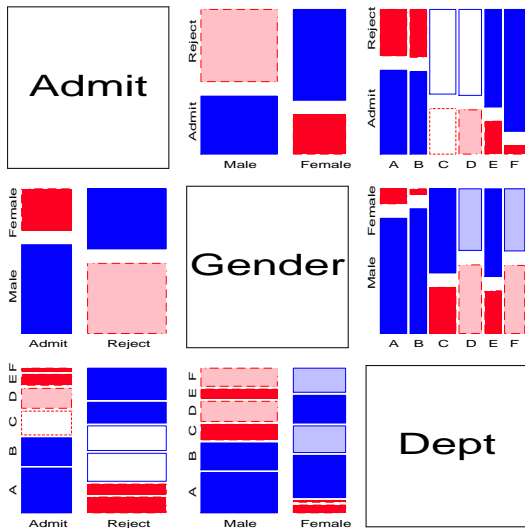 Admit
Reject
Admit
Male Female
Reject
Admit
A B C D E F
Female
Male
Admit Reject
Gender
Female
Male
A B C D E F
F
E
D
C
B
A
Admit Reject
F
E
D
C
B
A
Male Female
Dept